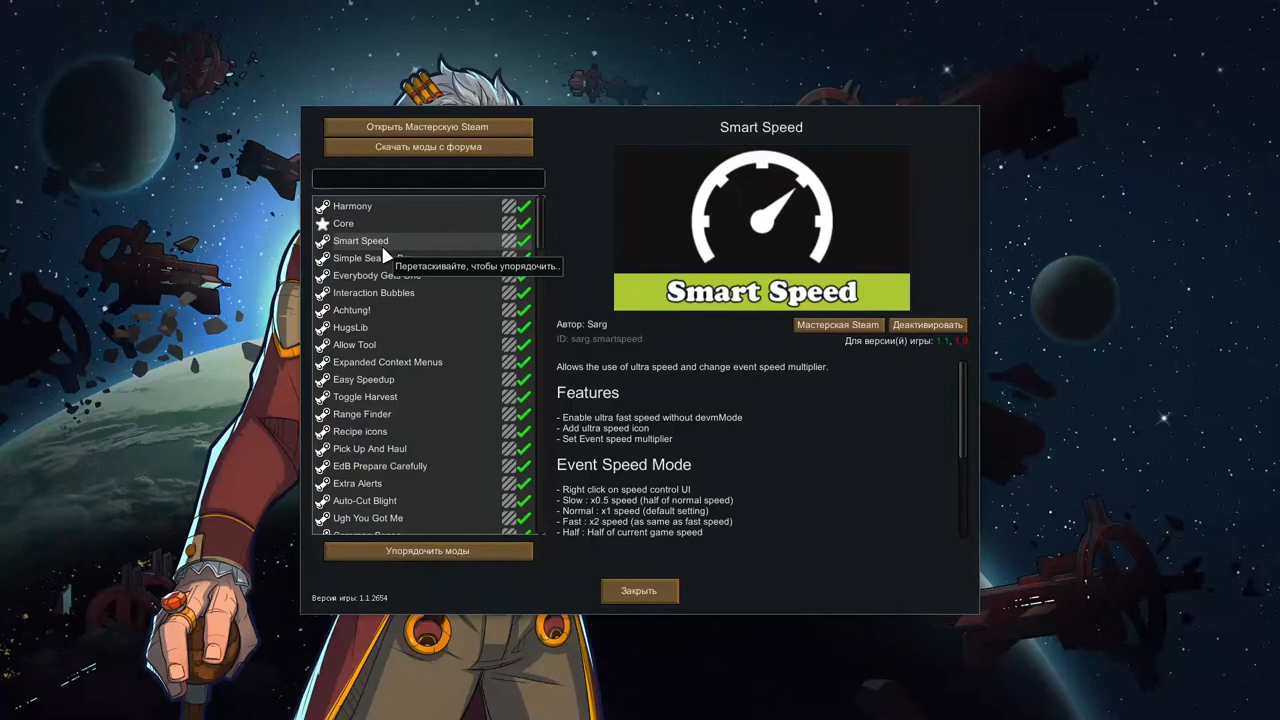 Открыть Мастерскую Steam
Скачать моды с форума
Harmony
Core
Smart Speed
Simple Sea
Перетаскивайте, чтобы упорядочить..
Everybody Gets One
Interaction Bubbles
Achtung!
HugsLib
Allow Tool
Expanded Context Menus
Easy Speedup
Toggle Harvest
Range Finder
Recipe icons
Pick Up And Haul
EdB Prepare Carefully
Extra Alerts
Auto-Cut Blight
Ugh You Got Me
Common Sense
Упорядочить моды
Версия игры: 1.1.2654
Smart Speed
Smart Speed
Автор: Sarg
ID: sarg.smartspeed
Мастерская Steam
Деактивировать
Для версии(й) игры: 1.1, 1.0
Allows the use of ultra speed and change event speed multiplier.
Features
- Enable ultra fast speed without devmMode
- Add ultra speed icon
- Set Event speed multiplier
Event Speed Mode
- Right click on speed control UI
- Slow : x0.5 speed (half of normal speed)
- Normal : x1 speed (default setting)
- Fast : x2 speed (as same as fast speed)
- Half : Half of current game speed
Закрыть